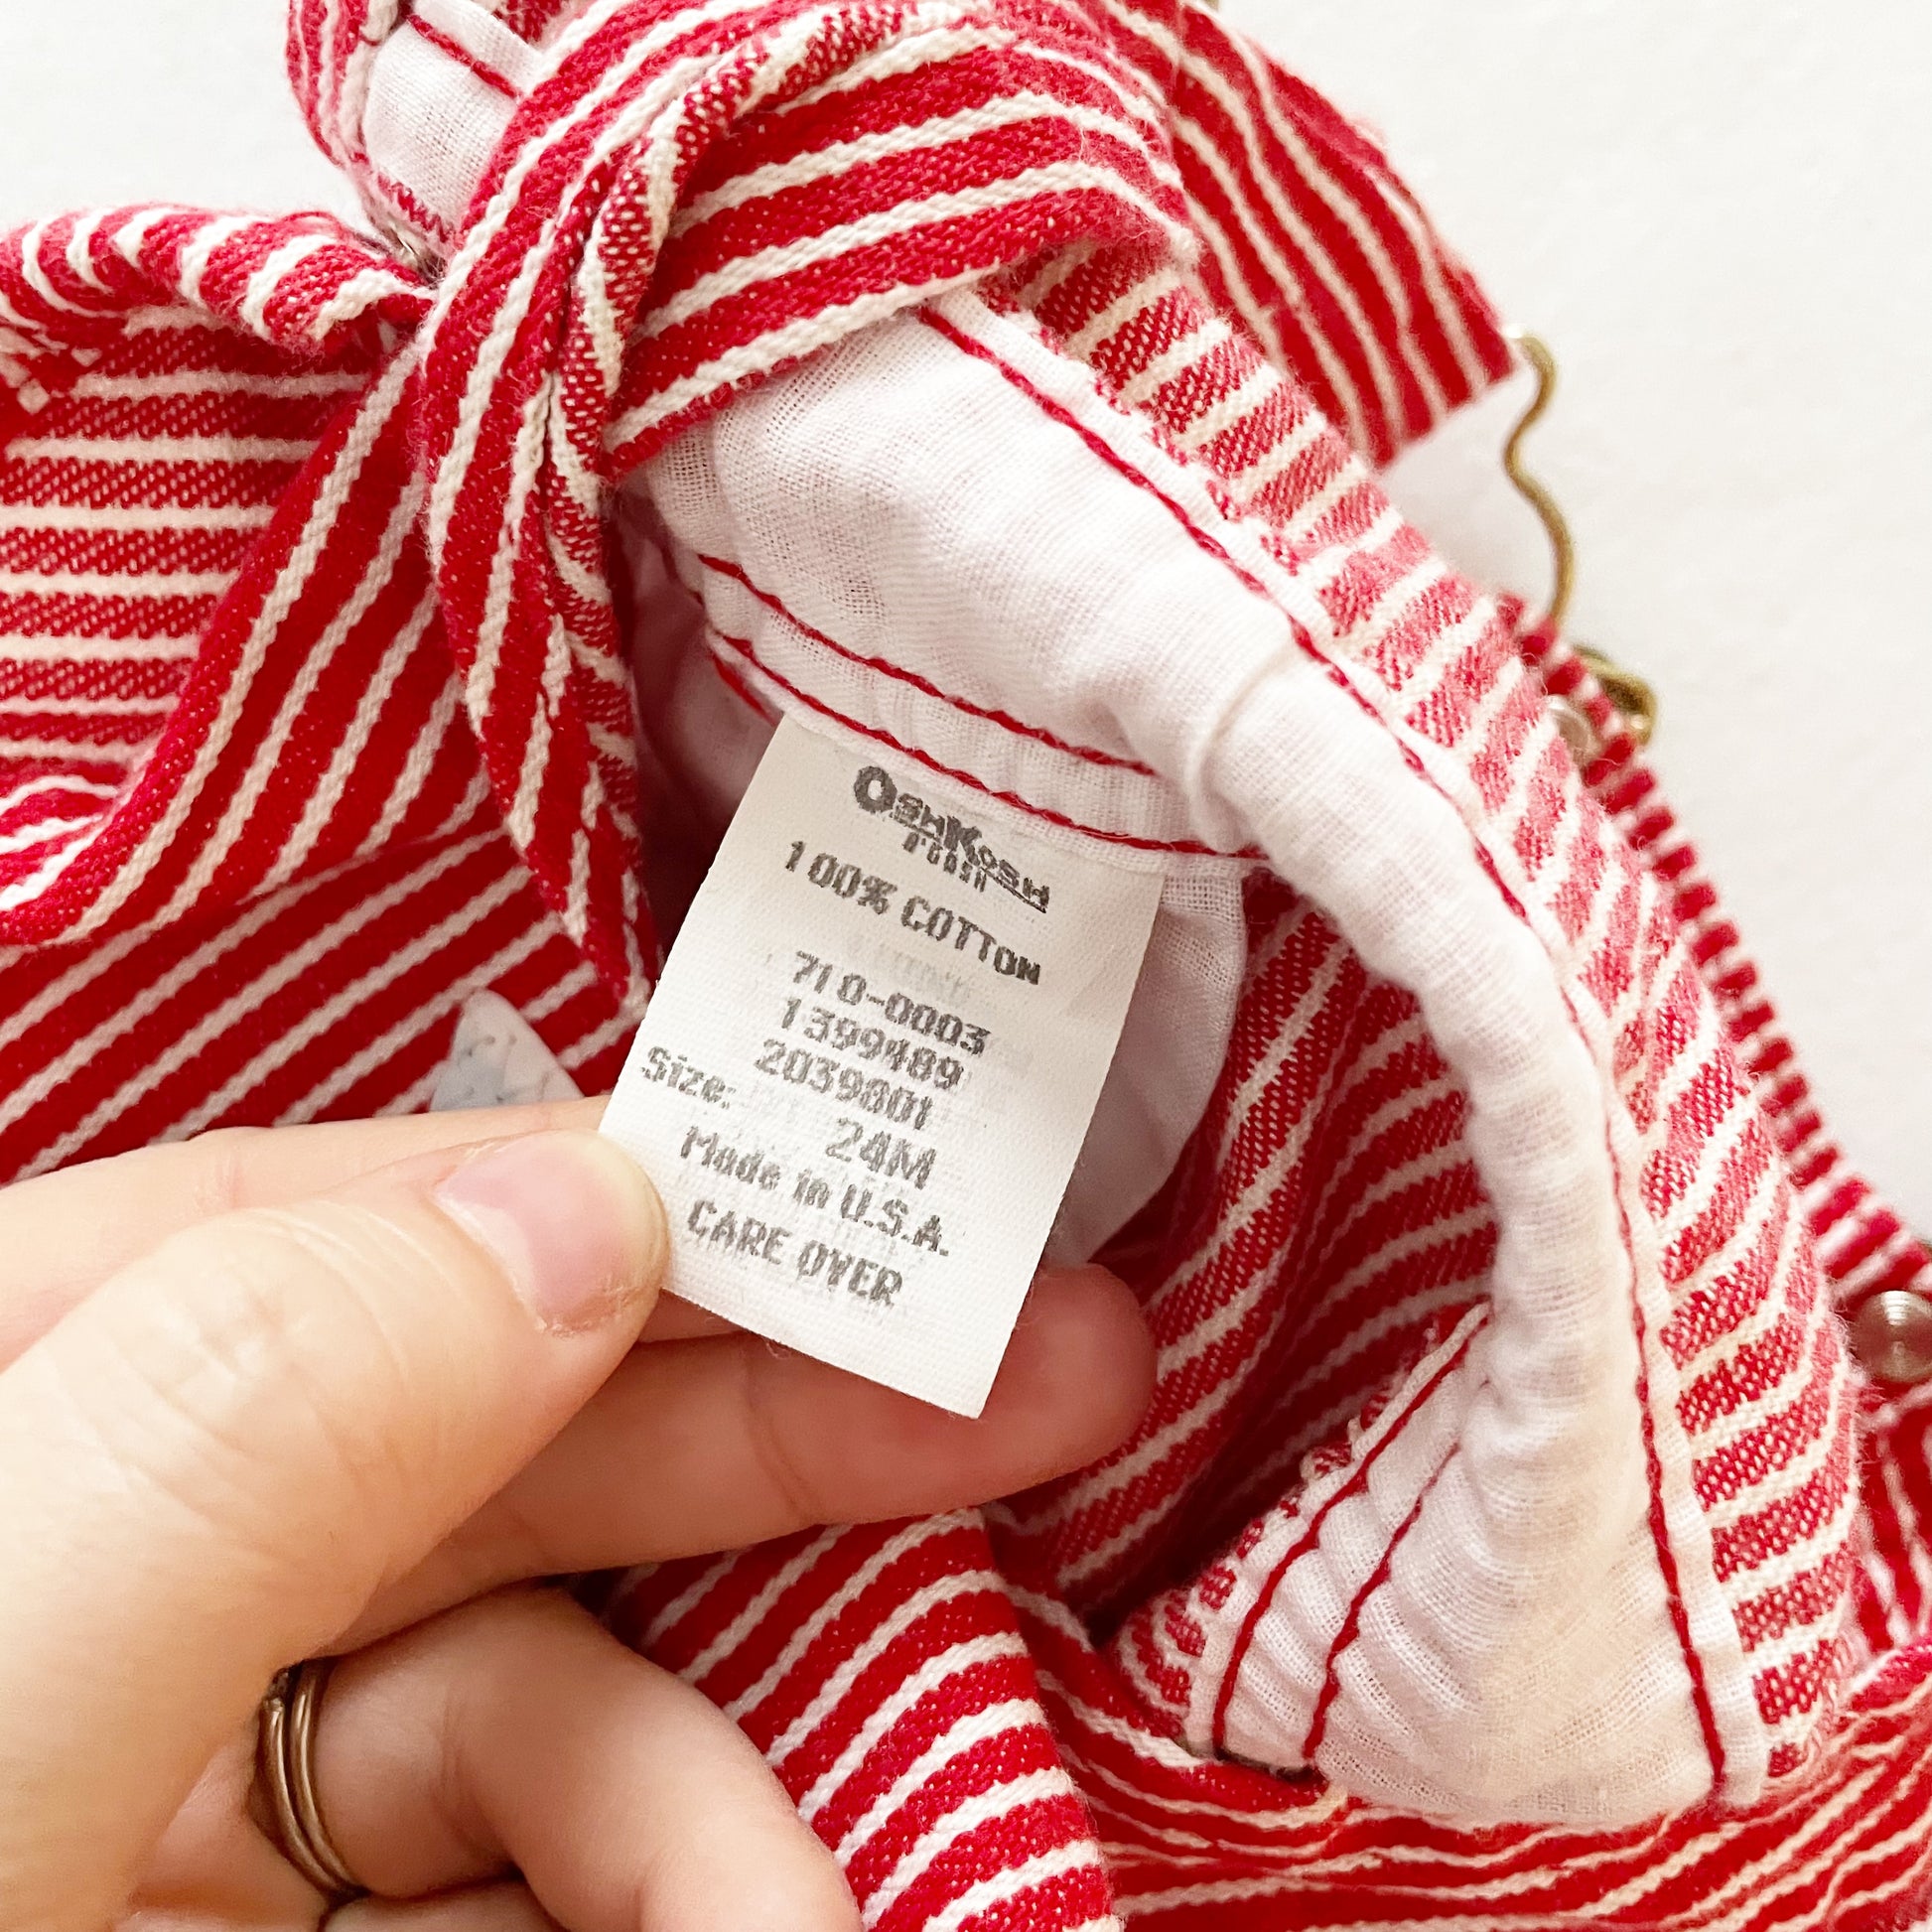 OSHKOSH
B'GOSH
100% COTTON
710-0003
1399489
2039801
Size: 24M
Made in U.S.A.
CARE OVER